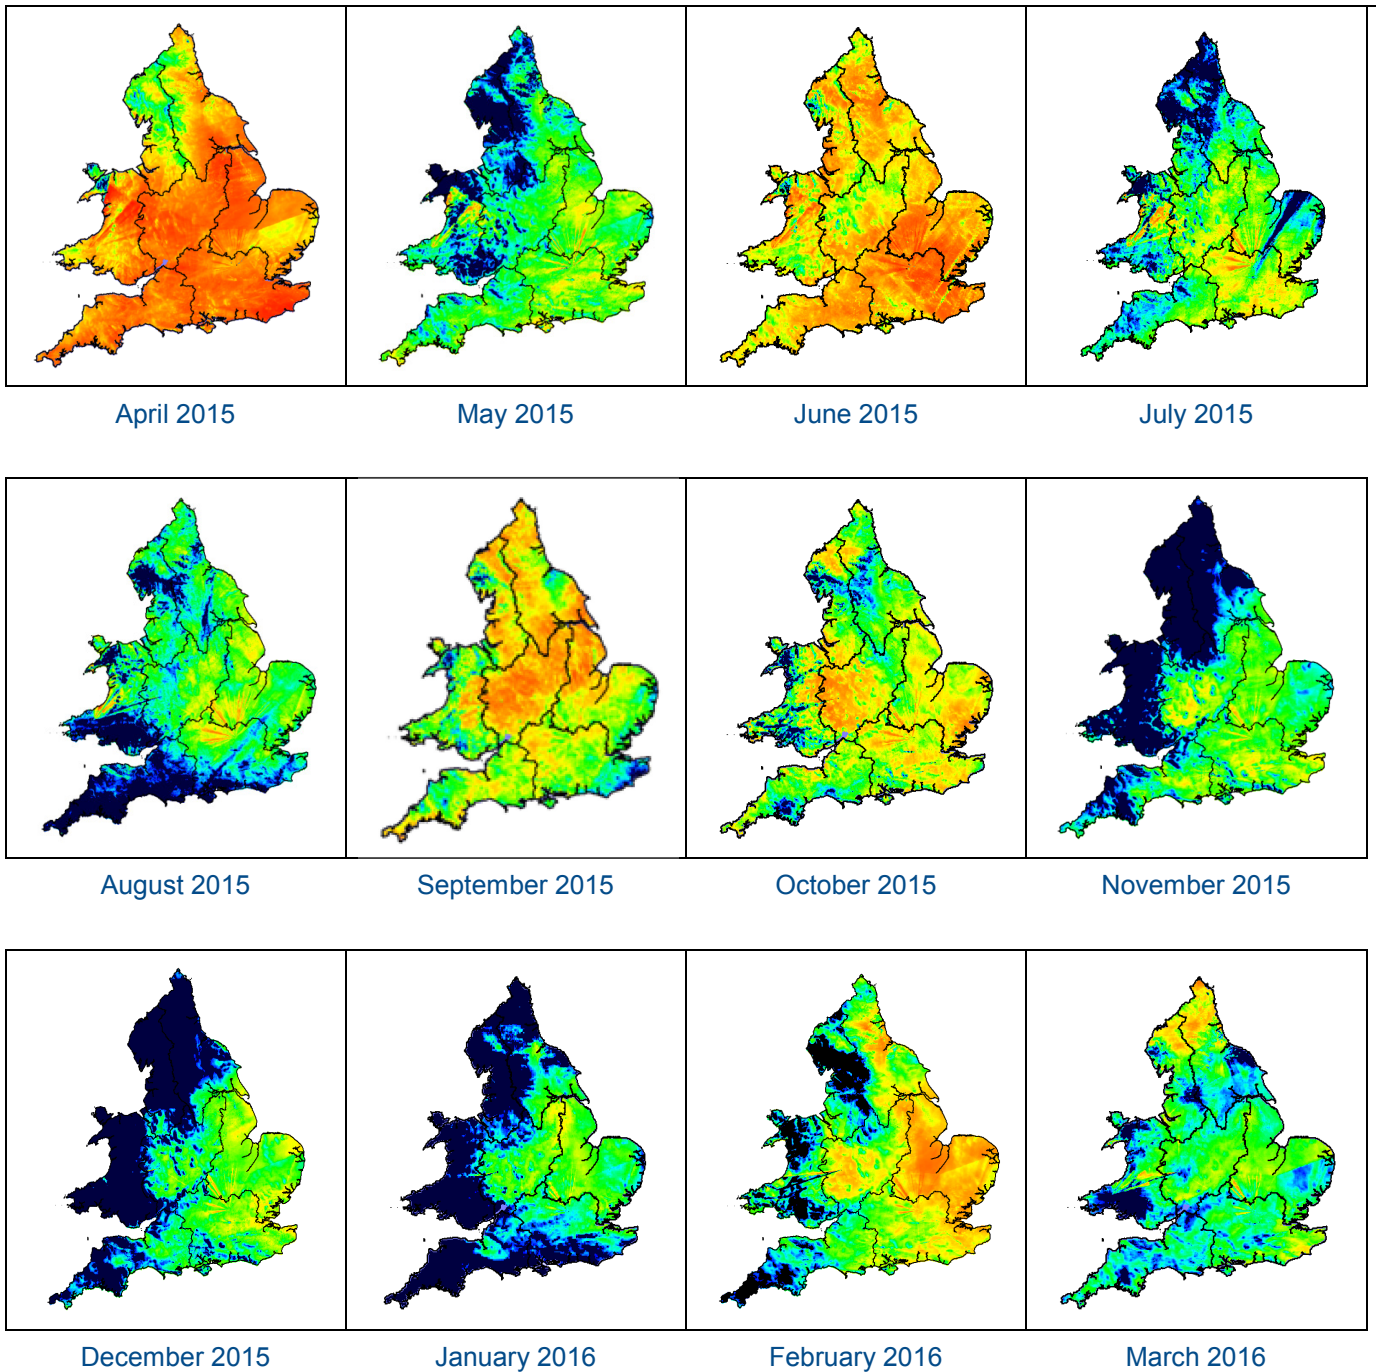 April 2015
May 2015
June 2015
July 2015
August 2015
September 2015
October 2015
November 2015
December 2015
January 2016
February 2016
March 2016